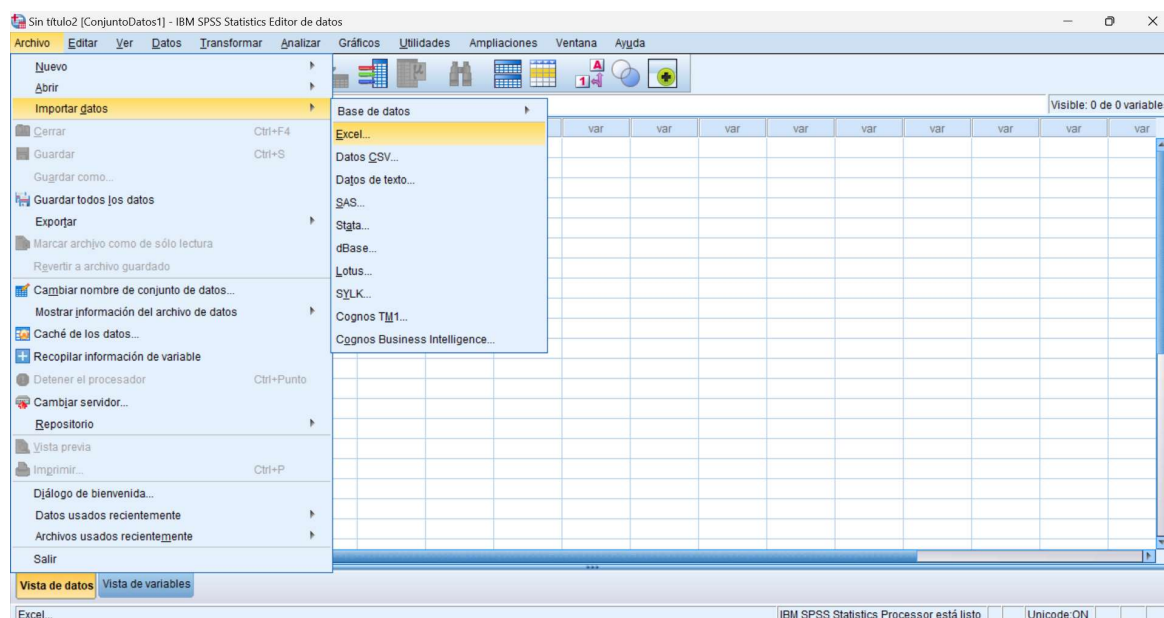 Sin título2 [ConjuntoDatos1] - IBM SPSS Statistics Editor de datos
Archivo Editar Ver Datos Transformar Analizar Gráficos Utilidades Ampliaciones Ventana Ayuda
Nuevo
Abrir
Importar datos
Cerrar Ctrl+F4
Guardar Ctrl+S
Guardar como...
Guardar todos los datos
Exportar
Marcar archivo como de sólo lectura
Revertir a archivo guardado
Cambiar nombre de conjunto de datos...
Mostrar información del archivo de datos
Caché de los datos...
Recopilar información de variable
Detener el procesador Ctrl+Punto
Cambiar servidor...
Repositorio
Vista previa
Imprimir... Ctrl+P
Diálogo de bienvenida...
Datos usados recientemente
Archivos usados recientemente
Salir
Base de datos
Excel...
Datos CSV...
Datos de texto...
SAS...
Stata...
dBase...
Lotus...
SYLK...
Cognos TM1...
Cognos Business Intelligence...
A
1
Visible: 0 de 0 variable
var var var var var var var var var
Vista de datos Vista de variables
Excel... IBM SPSS Statistics Processor está listo Unicode:ON